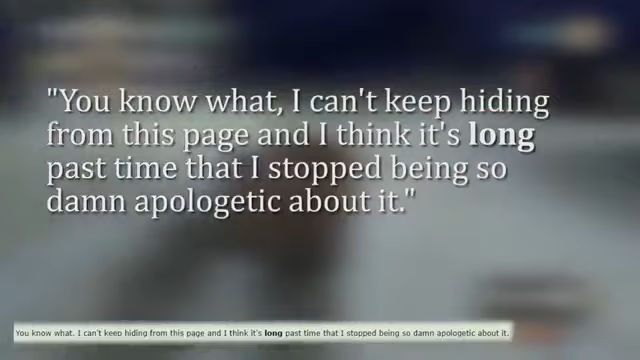 "You know what, I can't keep hiding
from this page and I think it's long
past time that I stopped being so
damn apologetic about it."
You know what. I can't keep hiding from this page and I think it's long past time that I stopped being so damn apologetic about it.